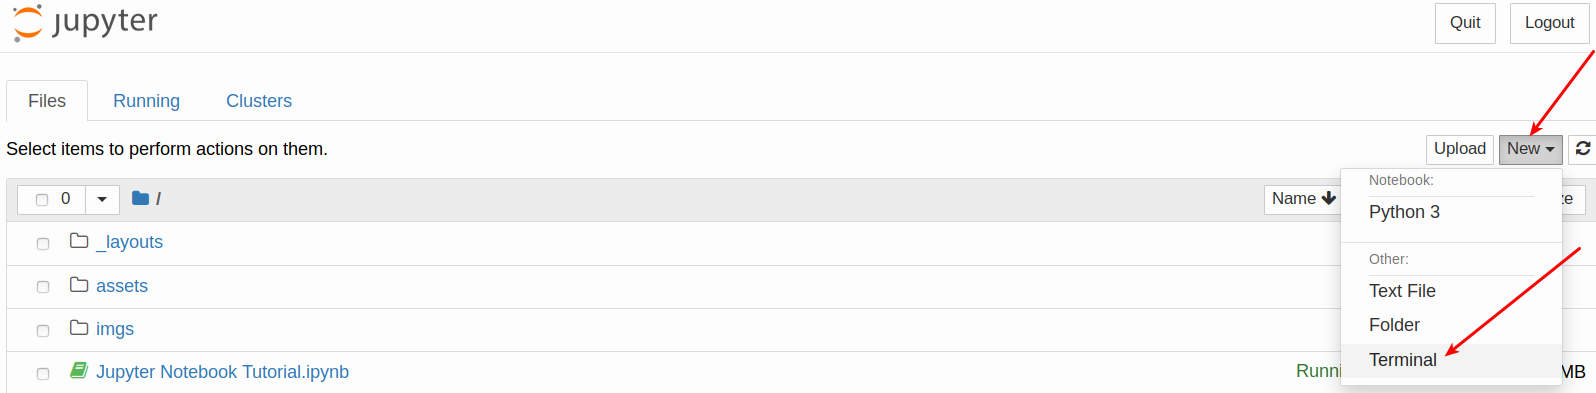 jupyter
Quit
Logout
Files
Running
Clusters
Select items to perform actions on them.
Upload
New
0
/
Name
ze
Notebook:
Python 3
Other:
Text File
Folder
Terminal
_layouts
assets
imgs
Jupyter Notebook Tutorial.ipynb
Runni
MB